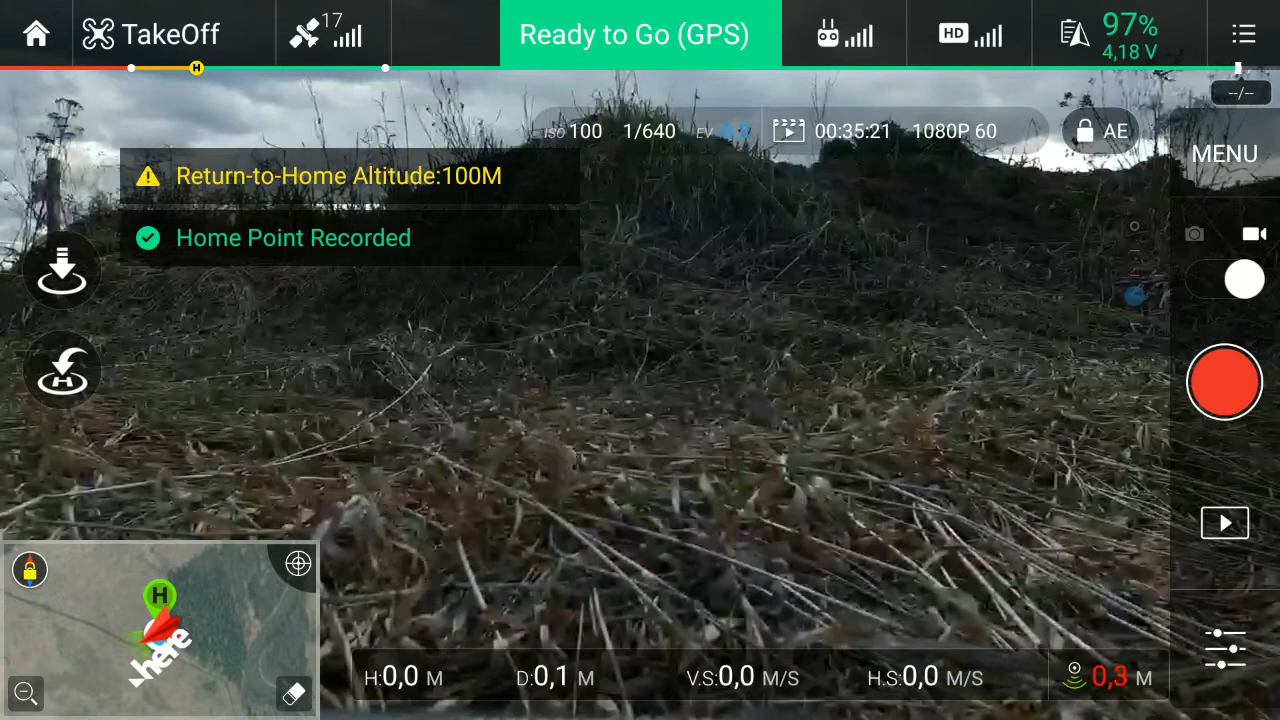 TakeOff
17
Ready to Go (GPS)
HD
97%
4,18 V
H
--/--
ISO 100 1/640 EV -0.3 00:35:21 1080P 60
AE
MENU
Return-to-Home Altitude:100M
Home Point Recorded
H
H
here
H:0,0 M D:0,1 M V.S:0,0 M/S H.S:0,0 M/S 0,3 M